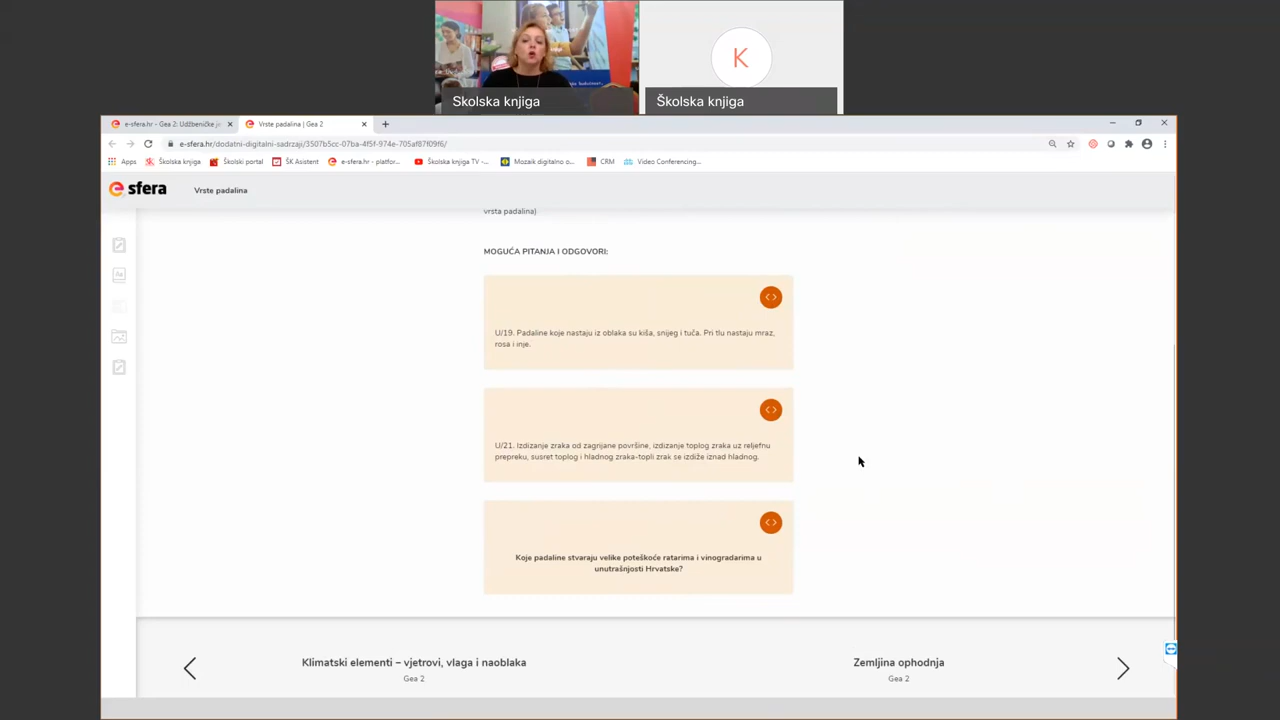 Skolska knjiga
K
Školska knjiga
e-sfera.hr - Gea 2: Udžbeničke je
Vrste padalina | Gea 2
e-sfera.hr/dodatni-digitalni-sadrzaji/3507b5cc-07ba-4f5f-974e-705af87f09f6/
Apps
Školska knjiga
Školski portal
ŠK Asistent
e-sfera.hr - platfor...
Školska knjiga TV -...
Mozaik digitalno o...
CRM
Video Conferencing...
e sfera
Vrste padalina
vrsta padalina)
MOGUĆA PITANJA I ODGOVORI:
U/19. Padaline koje nastaju iz oblaka su kiša, snijeg i tuča. Pri tlu nastaju mraz,
rosa i inje.
U/21. Izdizanje zraka od zagrijane površine, izdizanje toplog zraka uz reljefnu
prepreku, susret toplog i hladnog zraka-topli zrak se izdiže iznad hladnog.
Koje padaline stvaraju velike poteškoće ratarima i vinogradarima u
unutrašnjosti Hrvatske?
Klimatski elementi – vjetrovi, vlaga i naoblaka
Gea 2
Zemljina ophodnja
Gea 2